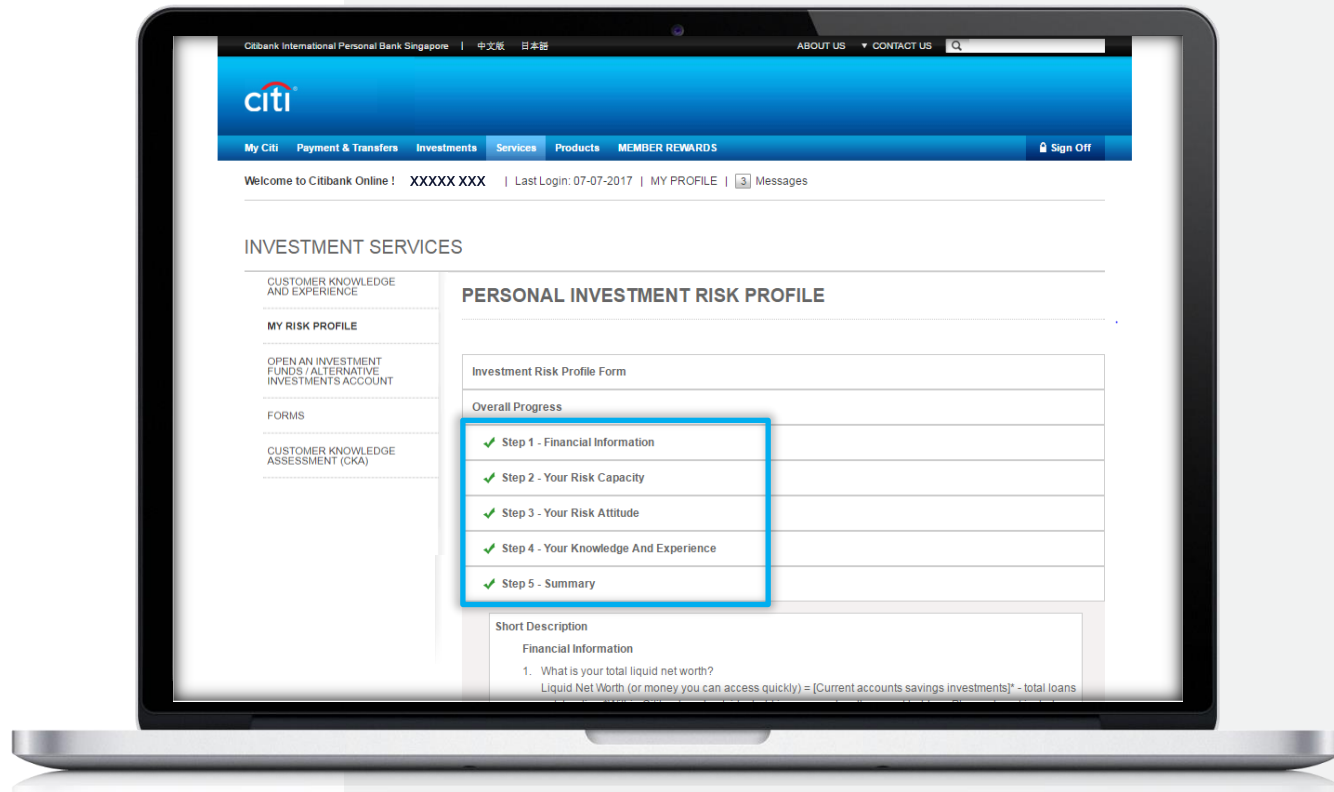 Citibank International Personal Bank Singapore | 中文版 日本語 ABOUT US ▼ CONTACT US
citi
My Citi Payment & Transfers Investments Services Products MEMBER REWARDS Sign Off
Welcome to Citibank Online ! XXXXX XXX | Last Login: 07-07-2017 | MY PROFILE | 3 Messages
INVESTMENT SERVICES
CUSTOMER KNOWLEDGE
AND EXPERIENCE
MY RISK PROFILE
OPEN AN INVESTMENT
FUNDS / ALTERNATIVE
INVESTMENTS ACCOUNT
FORMS
CUSTOMER KNOWLEDGE
ASSESSMENT (CKA)
PERSONAL INVESTMENT RISK PROFILE
Investment Risk Profile Form
Overall Progress
Step 1 - Financial Information
Step 2 - Your Risk Capacity
Step 3 - Your Risk Attitude
Step 4 - Your Knowledge And Experience
Step 5 - Summary
Short Description
Financial Information
1. What is your total liquid net worth?
Liquid Net Worth (or money you can access quickly) = [Current accounts savings investments]* - total loans